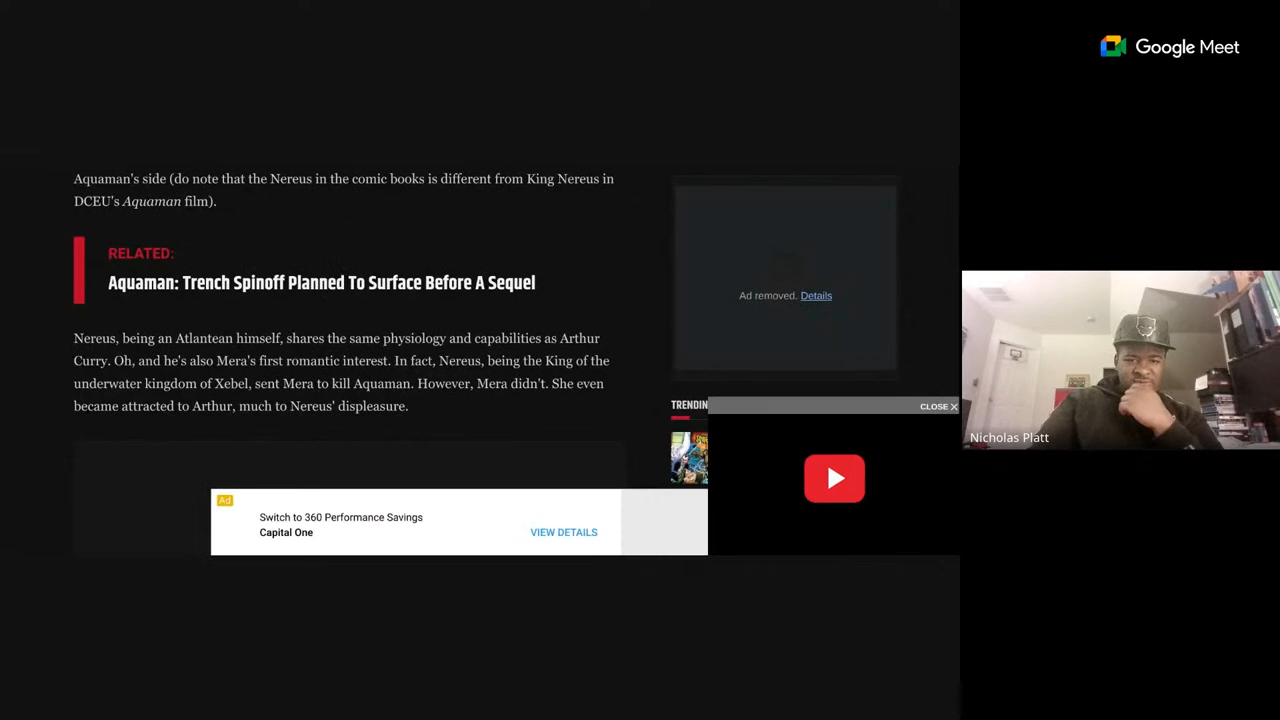 Google Meet
Aquaman's side (do note that the Nereus in the comic books is different from King Nereus in
DCEU's Aquaman film).
RELATED:
Aquaman: Trench Spinoff Planned To Surface Before A Sequel
Ad removed. Details
Nereus, being an Atlantean himself, shares the same physiology and capabilities as Arthur
Curry. Oh, and he's also Mera's first romantic interest. In fact, Nereus, being the King of the
underwater kingdom of Xebel, sent Mera to kill Aquaman. However, Mera didn't. She even
became attracted to Arthur, much to Nereus' displeasure.
TRENDIN
CLOSE X
Nicholas Platt
Ad
Switch to 360 Performance Savings
Capital One
VIEW DETAILS